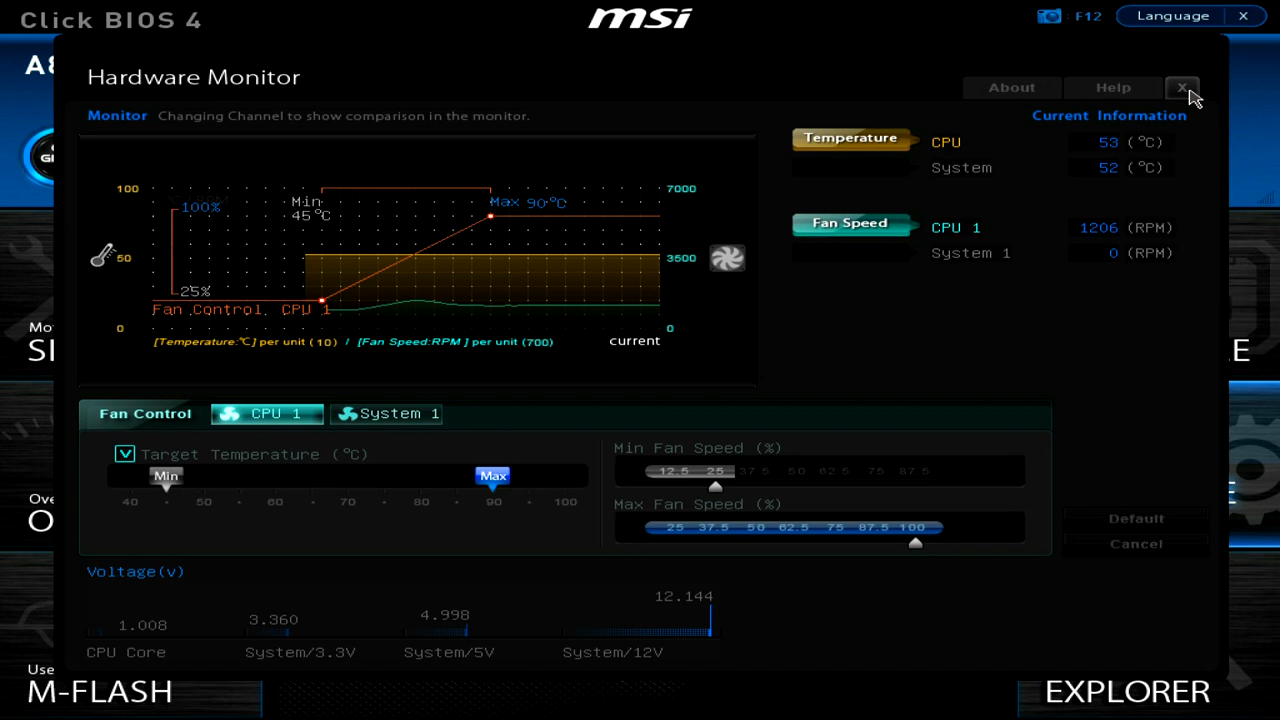 Click BIOS 4
msi
F12
Language X
A8
Hardware Monitor
About Help X
Monitor Changing Channel to show comparison in the monitor.
Current Information
Temperature CPU 53 (°C)
System 52 (°C)
Fan Speed CPU 1 1206 (RPM)
System 1 0 (RPM)
100 7000
100% Min Max 90°C
45°C
50 3500
25%
Fan Control, CPU 1
0 0
[Temperature:°C] per unit (10) / [Fan Speed:RPM ] per unit (700) current
Mo
SI
E
Fan Control CPU 1 System 1
Target Temperature (°C)
Min Max
40 50 60 70 80 90 100
Min Fan Speed (%)
12.5 25 37.5 50 62.5 75 87.5
Max Fan Speed (%)
25 37.5 50 62.5 75 87.5 100
Ove
O
Default
Cancel
Voltage(v)
1.008 3.360 4.998 12.144
CPU Core System/3.3V System/5V System/12V
Use
M-FLASH
EXPLORER